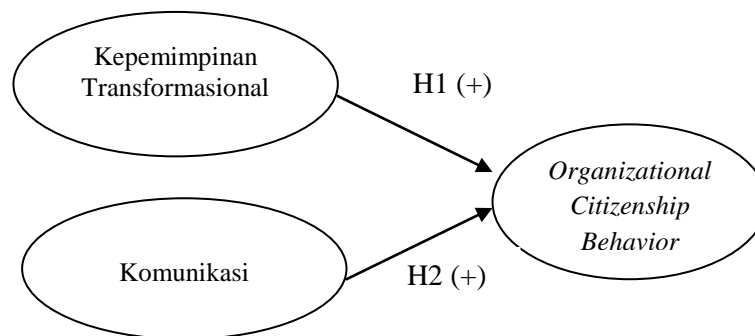 Kepemimpinan
Transformasional
H1 (+)
Organizational
Citizenship
Behavior
Komunikasi
H2 (+)